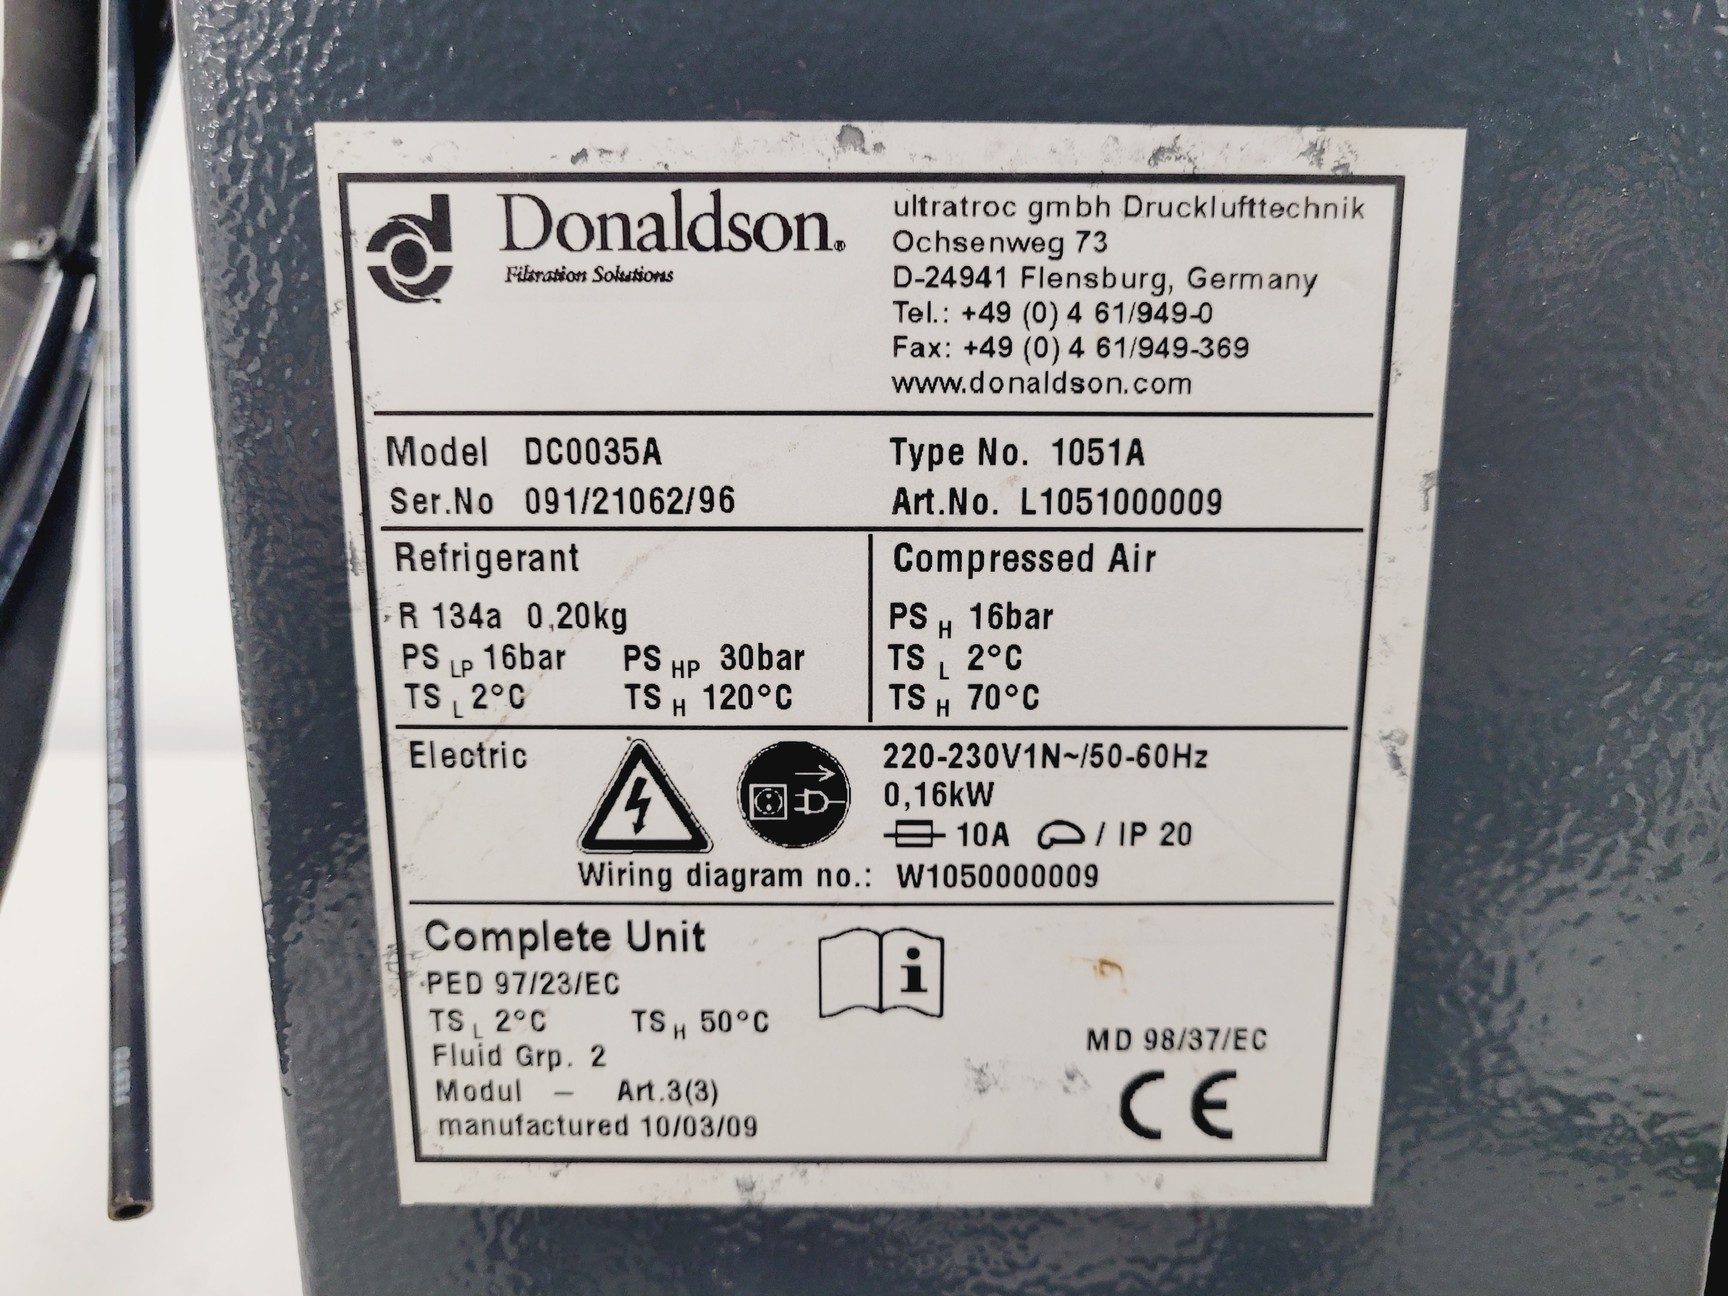 Donaldson®
Filtration Solutions
ultratroc gmbh Drucklufttechnik
Ochsenweg 73
D-24941 Flensburg, Germany
Tel.: +49 (0) 4 61/949-0
Fax: +49 (0) 4 61/949-369
www.donaldson.com
Model DC0035A Type No. 1051A
Ser.No 091/21062/96 Art.No. L1051000009
Refrigerant
R 134a 0,20kg
PS LP 16bar PS HP 30bar
TS L 2°C TS H 120°C
Compressed Air
PS H 16bar
TS L 2°C
TS H 70°C
Electric
220-230V1N~/50-60Hz
0,16kW
10A / IP 20
Wiring diagram no.: W1050000009
Complete Unit
PED 97/23/EC
TS L 2°C TS H 50°C
Fluid Grp. 2
Modul – Art.3(3)
manufactured 10/03/09
i
MD 98/37/EC
CE